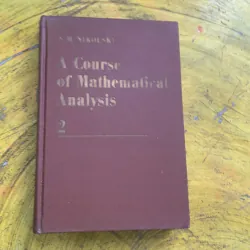 S. M. NIKOLSKY
A Course
of Mathematical
Analysis
2